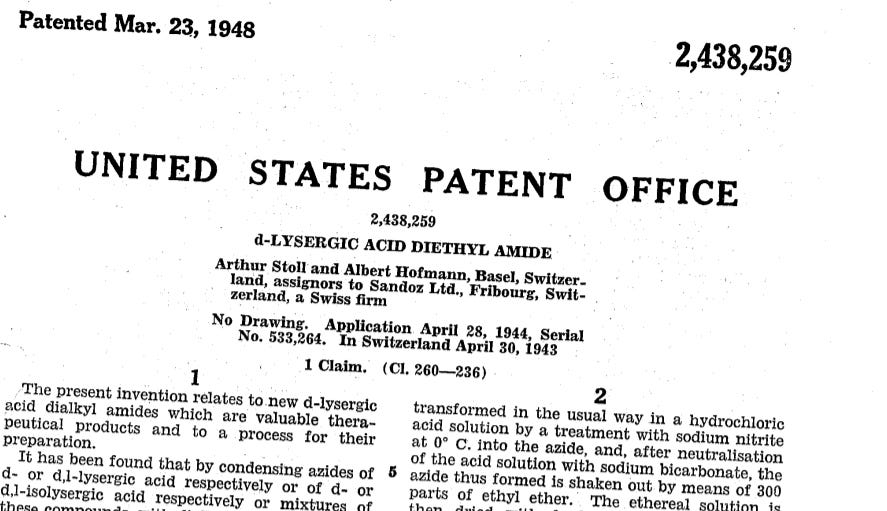 Patented Mar. 23, 1948
2,438,259
UNITED STATES PATENT OFFICE
2,438,259
d-LYSERGIC ACID DIETHYL AMIDE
Arthur Stoll and Albert Hofmann, Basel, Switzer-
land, assignors to Sandoz Ltd., Fribourg, Swit-
zerland, a Swiss firm
No Drawing. Application April 28, 1944, Serial
No. 533,264. In Switzerland April 30, 1943
1 Claim. (Cl. 260—236)
1
The present invention relates to new d-lysergic
acid dialkyl amides which are valuable thera-
peutical products and to a process for their
preparation.
It has been found that by condensing azides of
d- or d,l-lysergic acid respectively or of d- or
d,l-isolysergic acid respectively or mixtures of
these
5
2
transformed in the usual way in a hydrochloric
acid solution by a treatment with sodium nitrite
at 0° C. into the azide, and, after neutralisation
of the acid solution with sodium bicarbonate, the
azide thus formed is shaken out by means of 300
parts of ethyl ether. The ethereal solution is
then dried